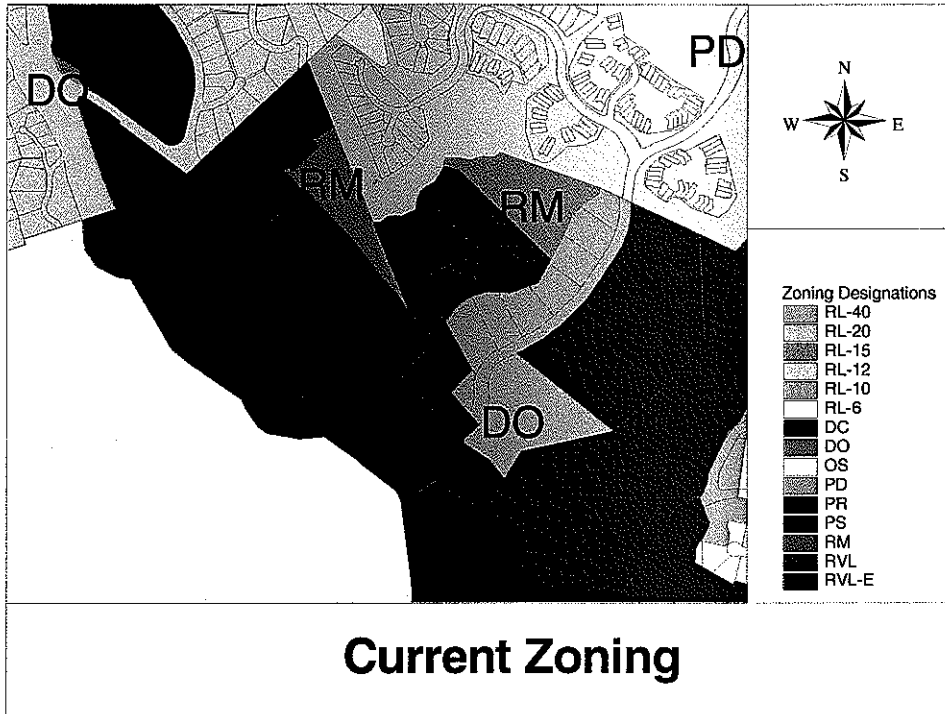 PD
DO
RM
RM
DO
N
W E
S
Zoning Designations
RL-40
RL-20
RL-15
RL-12
RL-10
RL-6
DC
DO
OS
PD
PR
PS
RM
RVL
RVL-E
Current Zoning